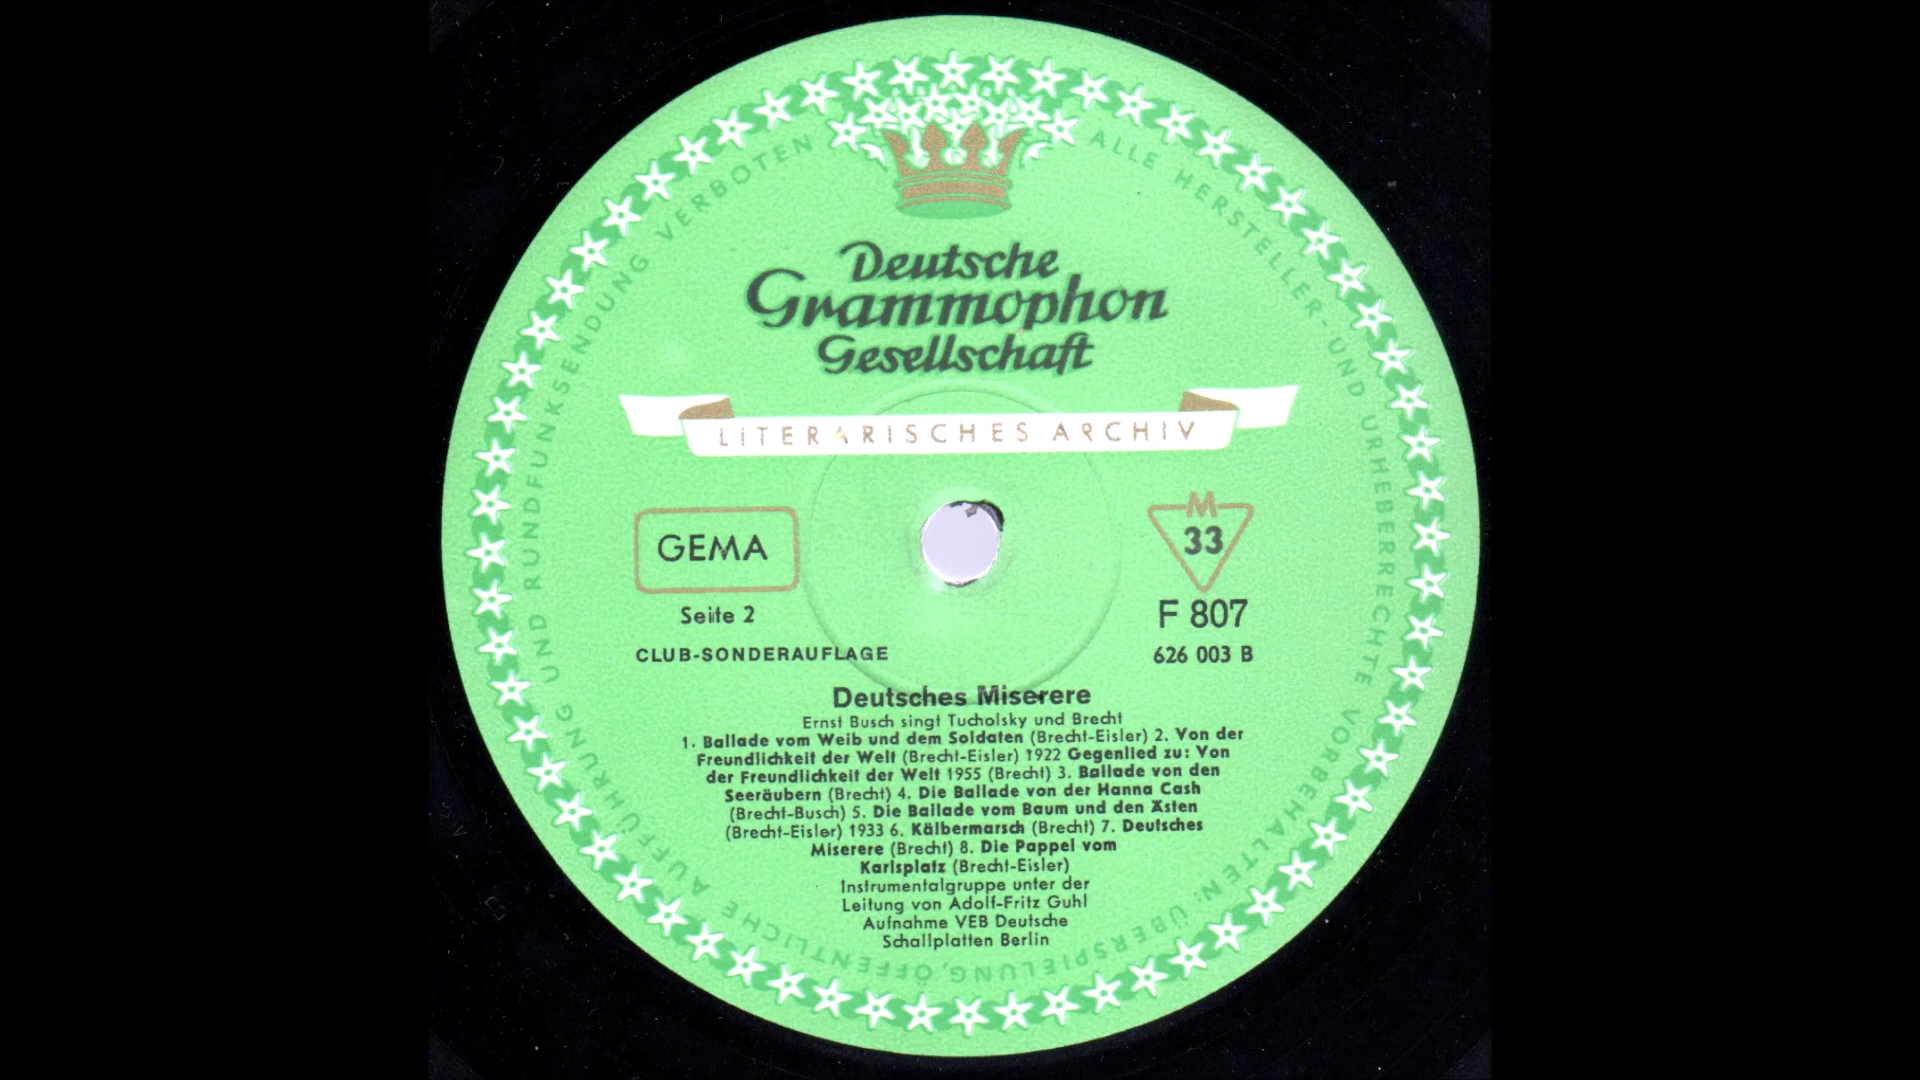 Deutsche
Grammophon
Gesellschaft
LITERARISCHES ARCHIV
GEMA
M
33
Seite 2
F 807
CLUB-SONDERAUFLAGE
626 003 B
Deutsches Miserere
Ernst Busch singt Tucholsky und Brecht
1. Ballade vom Weib und dem Soldaten (Brecht-Eisler) 2. Von der
Freundlichkeit der Welt (Brecht-Eisler) 1922 Gegenlied zu: Von
der Freundlichkeit der Welt 1955 (Brecht) 3. Ballade von den
Seeräubern (Brecht) 4. Die Ballade von der Hanna Cash
(Brecht-Busch) 5. Die Ballade vom Baum und den Ästen
(Brecht-Eisler) 1933 6. Kälbermarsch (Brecht) 7. Deutsches
Miserere (Brecht) 8. Die Pappel vom
Karlsplatz (Brecht-Eisler)
Instrumentalgruppe unter der
Leitung von Adolf-Fritz Guhl
Aufnahme VEB Deutsche
Schallplatten Berlin
ALLE HERSTELLER- UND URHEBERRECHTE VORBEHALTEN: ÜBERSPIELUNG, ÖFFENTLICHE AUFFÜHRUNG UND RUNDFUNKSENDUNG VERBOTEN